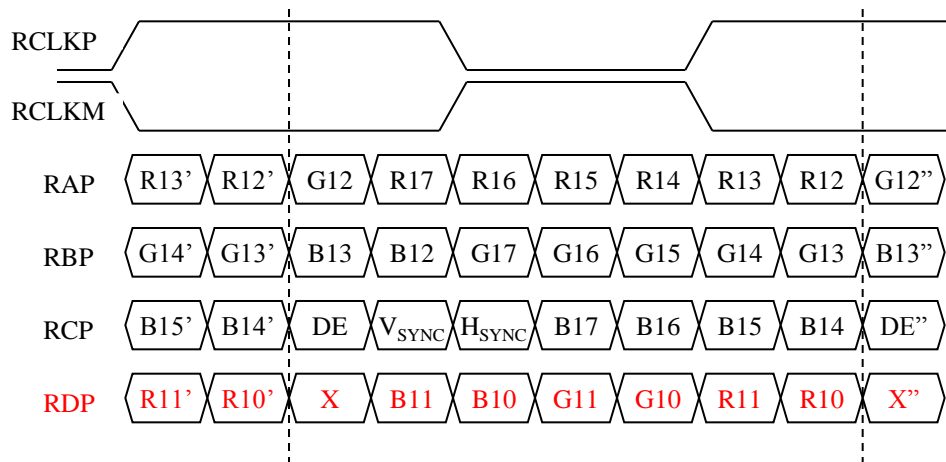 RCLKP
RCLKM
RAP R13’ R12’ G12 R17 R16 R15 R14 R13 R12 G12”
RBP G14’ G13’ B13 B12 G17 G16 G15 G14 G13 B13”
RCP B15’ B14’ DE VSYNC HSYNC B17 B16 B15 B14 DE”
RDP R11’ R10’ X B11 B10 G11 G10 R11 R10 X”